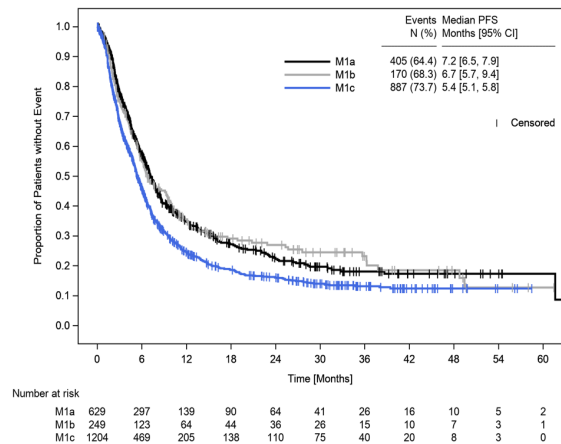 Events Median PFS
N (%) Months [95% CI]
M1a 405 (64.4) 7.2 [6.5, 7.9]
M1b 170 (68.3) 6.7 [5.7, 9.4]
M1c 887 (73.7) 5.4 [5.1, 5.8]
| Censored
Proportion of Patients without Event
1.0
0.9
0.8
0.7
0.6
0.5
0.4
0.3
0.2
0.1
0.0
0 6 12 18 24 30 36 42 48 54 60
Time [Months]
Number at risk
M1a 629 297 139 90 64 41 26 16 10 5 2
M1b 249 123 64 44 36 26 15 10 7 3 1
M1c 1204 469 205 138 110 75 40 20 8 3 0